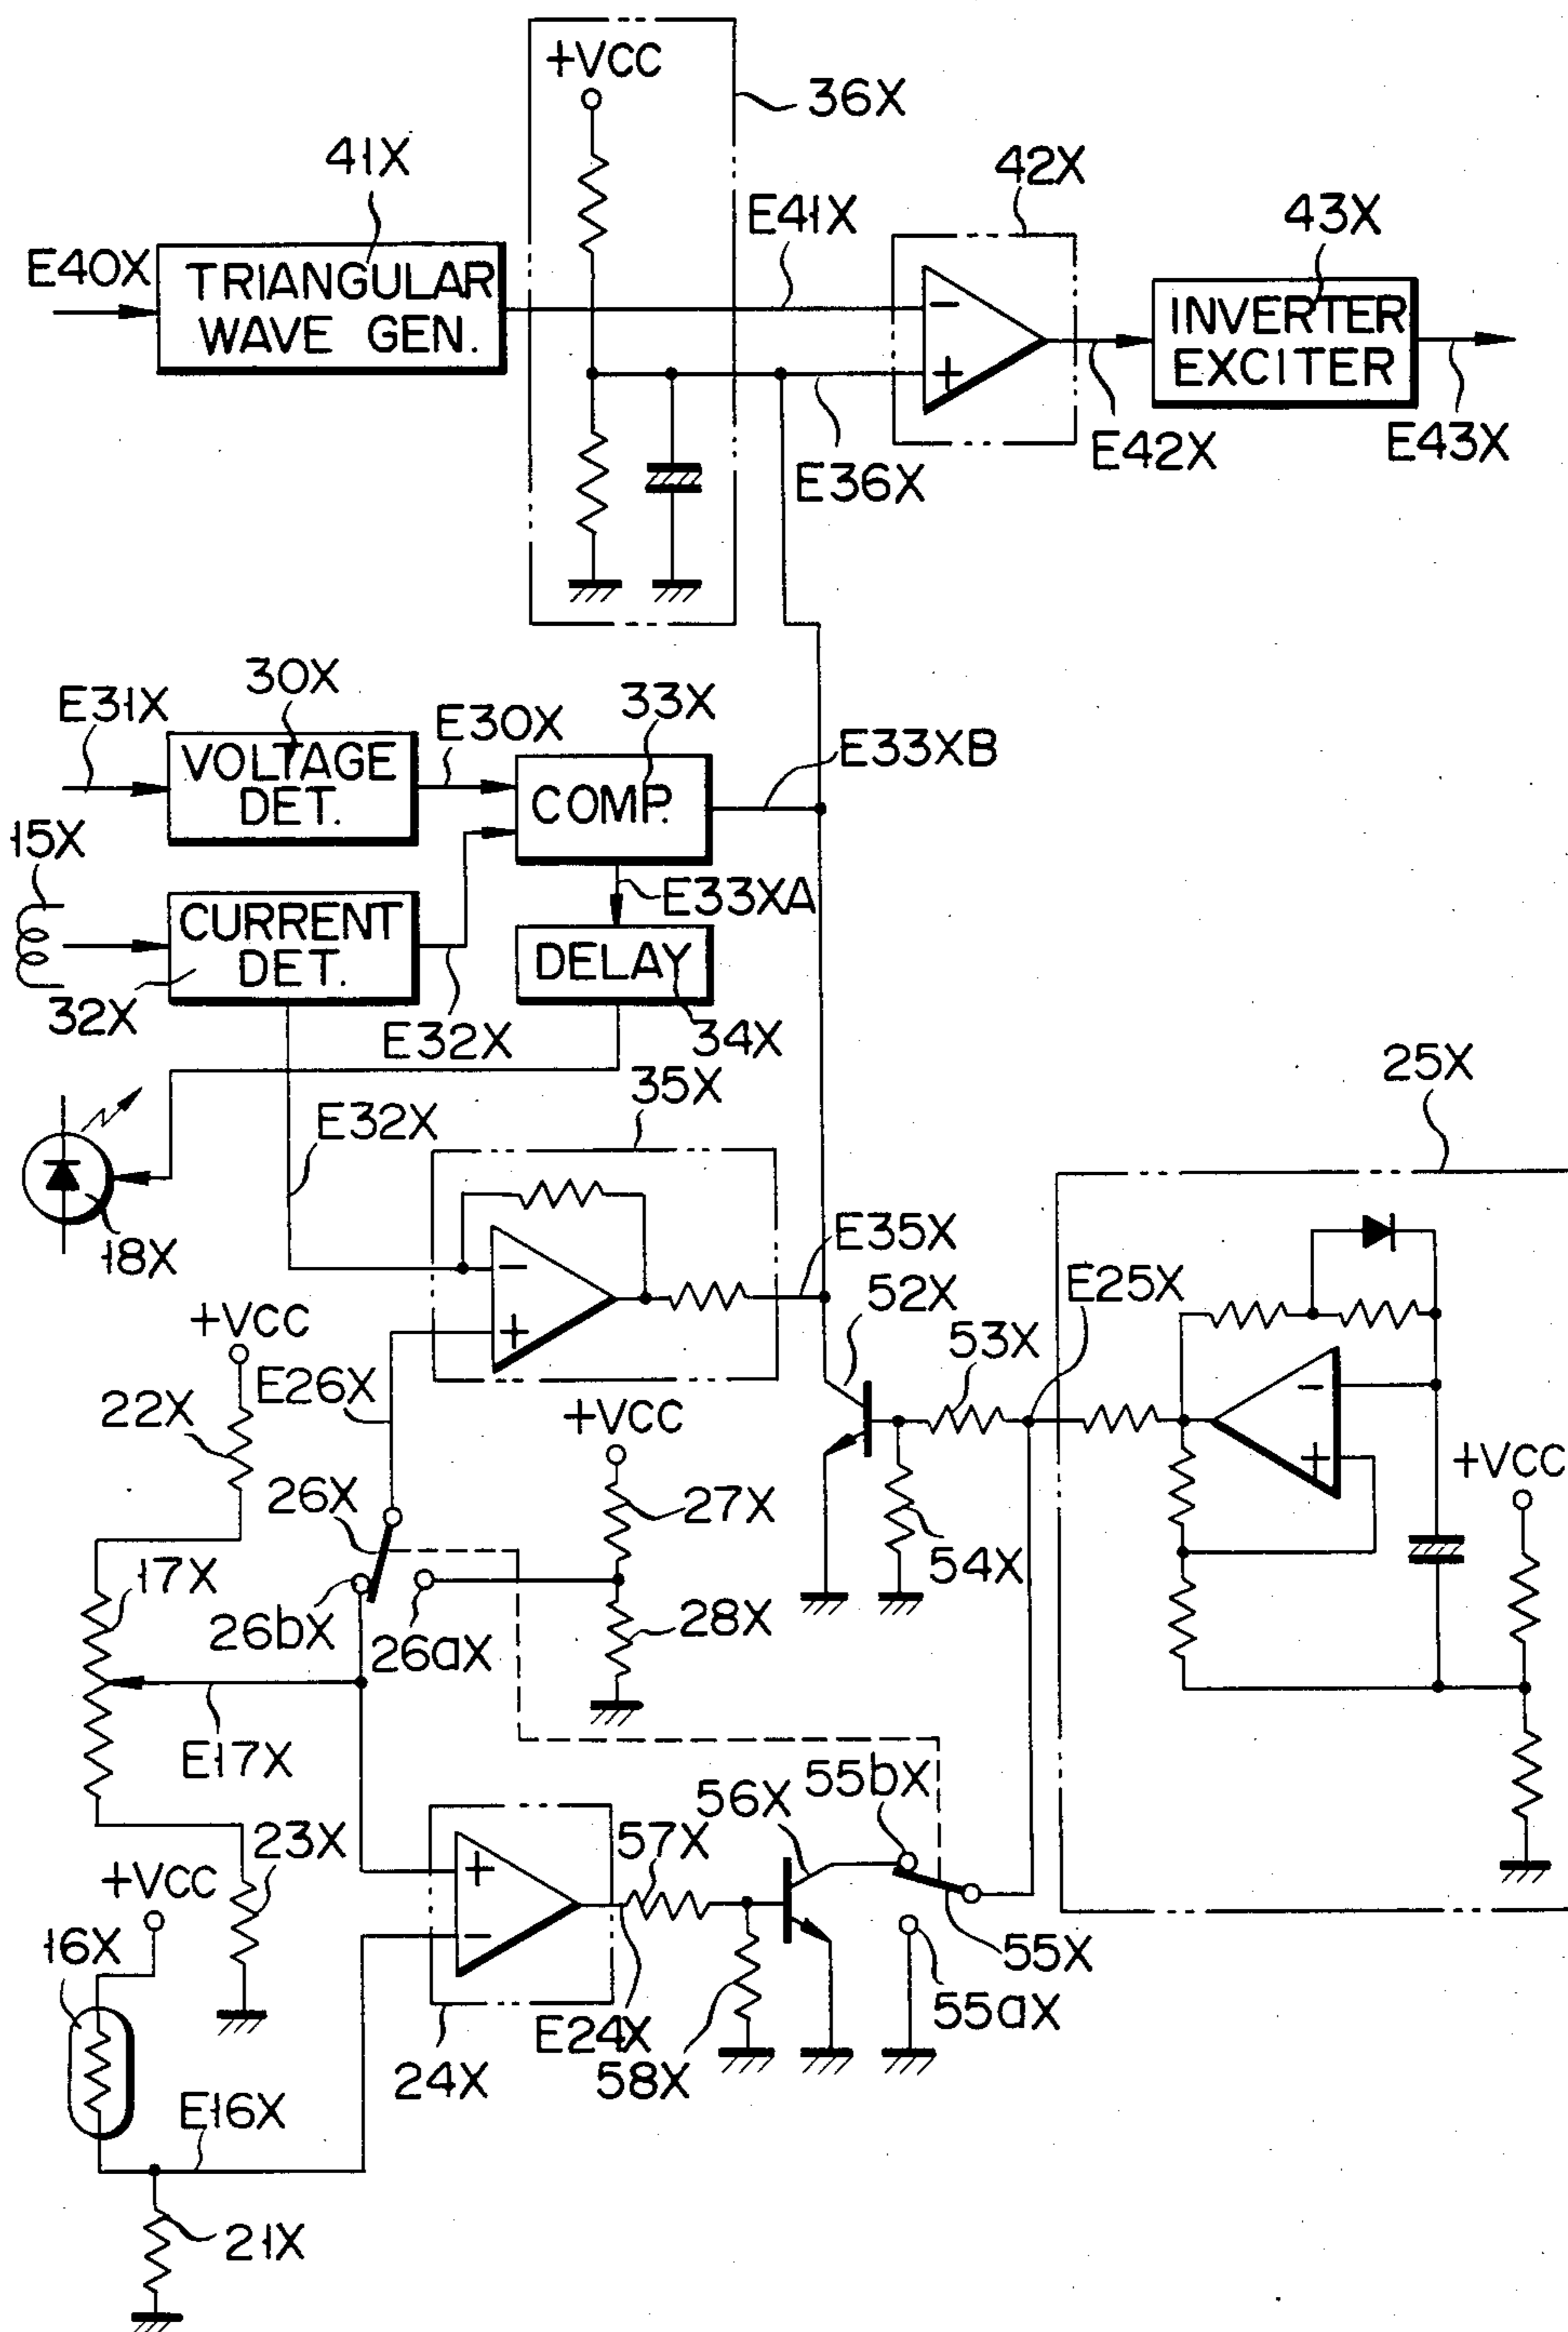 +VCC
36X
41X
42X
E41X
43X
E40X
TRIANGULAR
WAVE GEN.
−
+
INVERTER
EXCITER
E36X
E42X
E43X
30X
33X
E31X
E30X
E33XB
VOLTAGE
DET.
COMP.
15X
E33XA
CURRENT
DET.
DELAY
32X
E32X
34X
35X
25X
E32X
18X
−
+
E35X
52X
E25X
+VCC
53X
E26X
22X
+VCC
−
+
+VCC
26X
27X
54X
17X
26bX
26aX
28X
E17X
55bX
56X
57X
23X
+VCC
+
−
16X
55X
55aX
E24X
24X
58X
E16X
21X